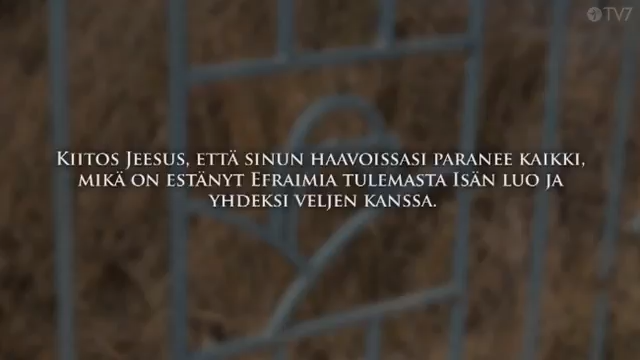 TV7
Kiitos Jeesus, että sinun haavoissasi paranee kaikki,
mikä on estänyt Efraimia tulemasta Isän luo ja
yhdeksi veljen kanssa.